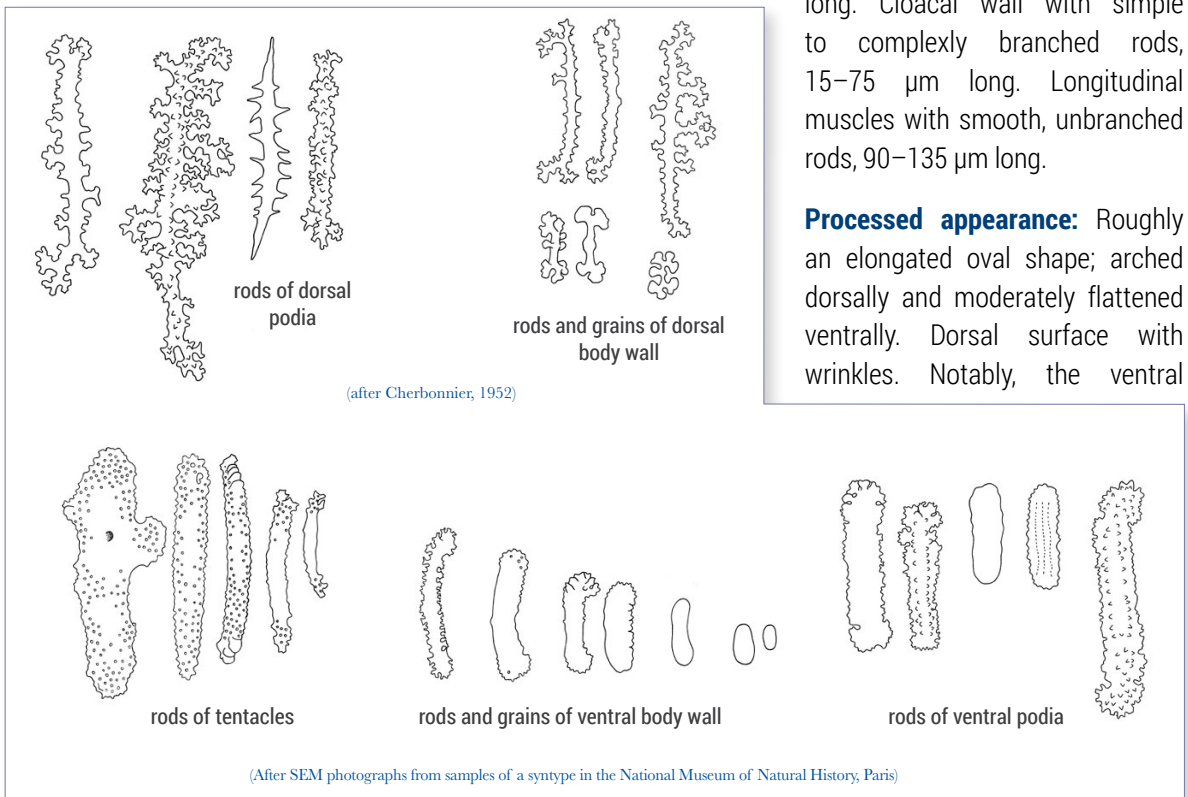 long. Cloacal wall with simple
to complexly branched rods,
15–75 µm long. Longitudinal
muscles with smooth, unbranched
rods, 90–135 µm long.
Processed appearance: Roughly
an elongated oval shape; arched
dorsally and moderately flattened
ventrally. Dorsal surface with
wrinkles. Notably, the ventral
rods of dorsal
podia
rods and grains of dorsal
body wall
(after Cherbonnier, 1952)
rods of tentacles
rods and grains of ventral body wall
rods of ventral podia
(After SEM photographs from samples of a syntype in the National Museum of Natural History, Paris)